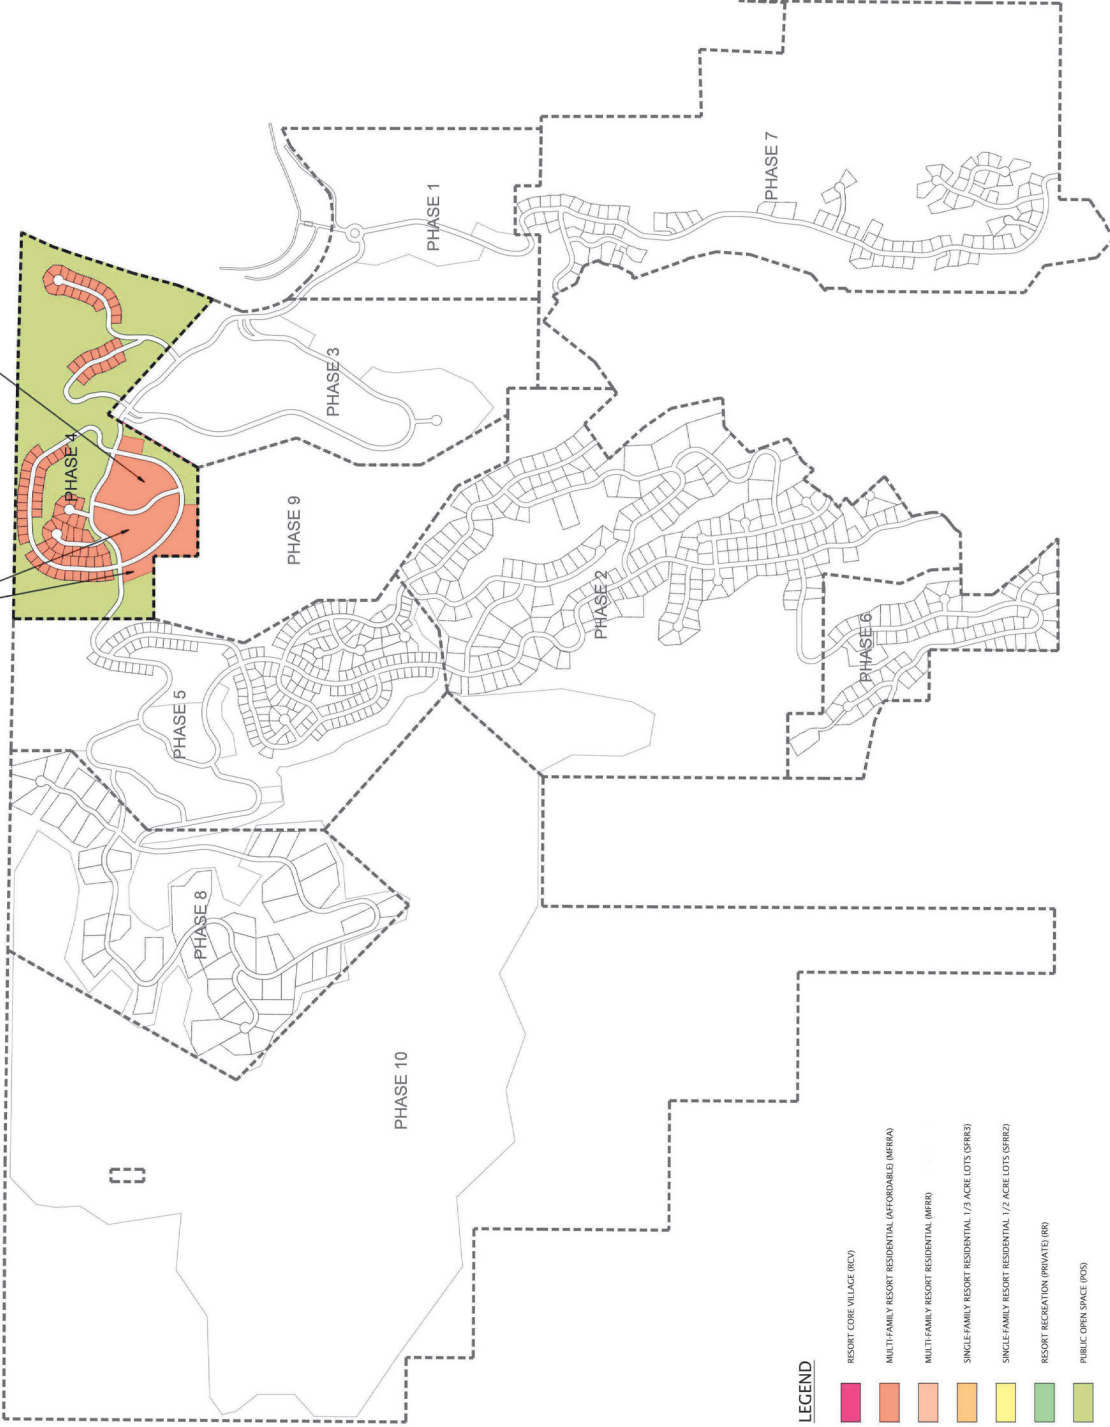 PHASE 1
PHASE 7
PHASE 3
PHASE 4
PHASE 9
PHASE 2
PHASE 6
PHASE 5
PHASE 8
PHASE 10
LEGEND
RESORT CORE VILLAGE (RCV)
MULTI-FAMILY RESORT RESIDENTIAL (AFFORDABLE) (MFRRA)
MULTI-FAMILY RESORT RESIDENTIAL (MFRR)
SINGLE-FAMILY RESORT RESIDENTIAL 1/3 ACRE LOTS (SFRR3)
SINGLE-FAMILY RESORT RESIDENTIAL 1/2 ACRE LOTS (SFRR2)
RESORT RECREATION (PRIVATE) (RR)
PUBLIC OPEN SPACE (POS)